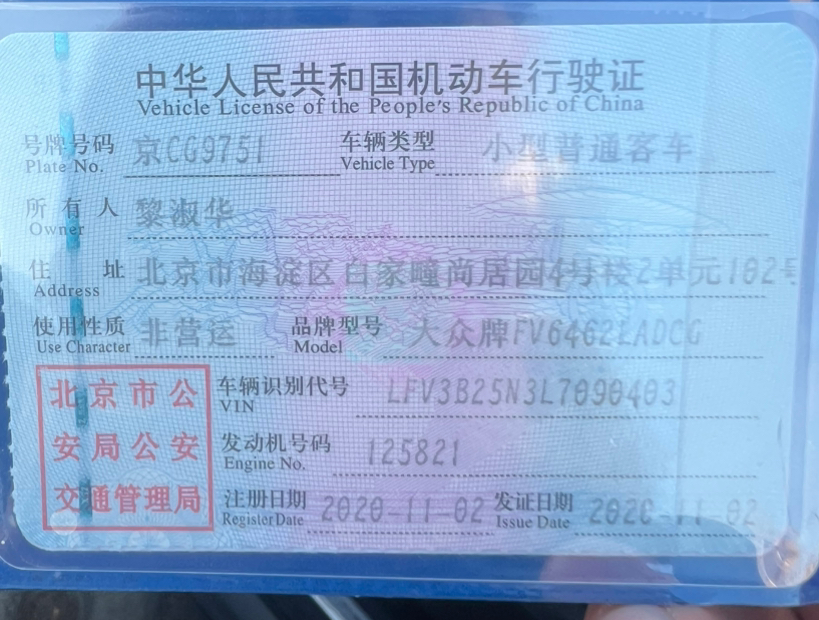 中华人民共和国机动车行驶证
Vehicle License of the People's Republic of China
号牌号码 京CG9751 车辆类型 小型普通客车
Plate No. Vehicle Type
所有人 黎淑华
Owner
住址 北京市海淀区白家疃尚居园4号楼2单元102号
Address
使用性质 非营运 品牌型号 大众牌FV6462LADCG
Use Character Model
北京市公安局公安交通管理局
车辆识别代号 LFV3B25N3L7090403
VIN
发动机号码 125821
Engine No.
注册日期 2020-11-02 发证日期 2020-11-02
Register Date Issue Date